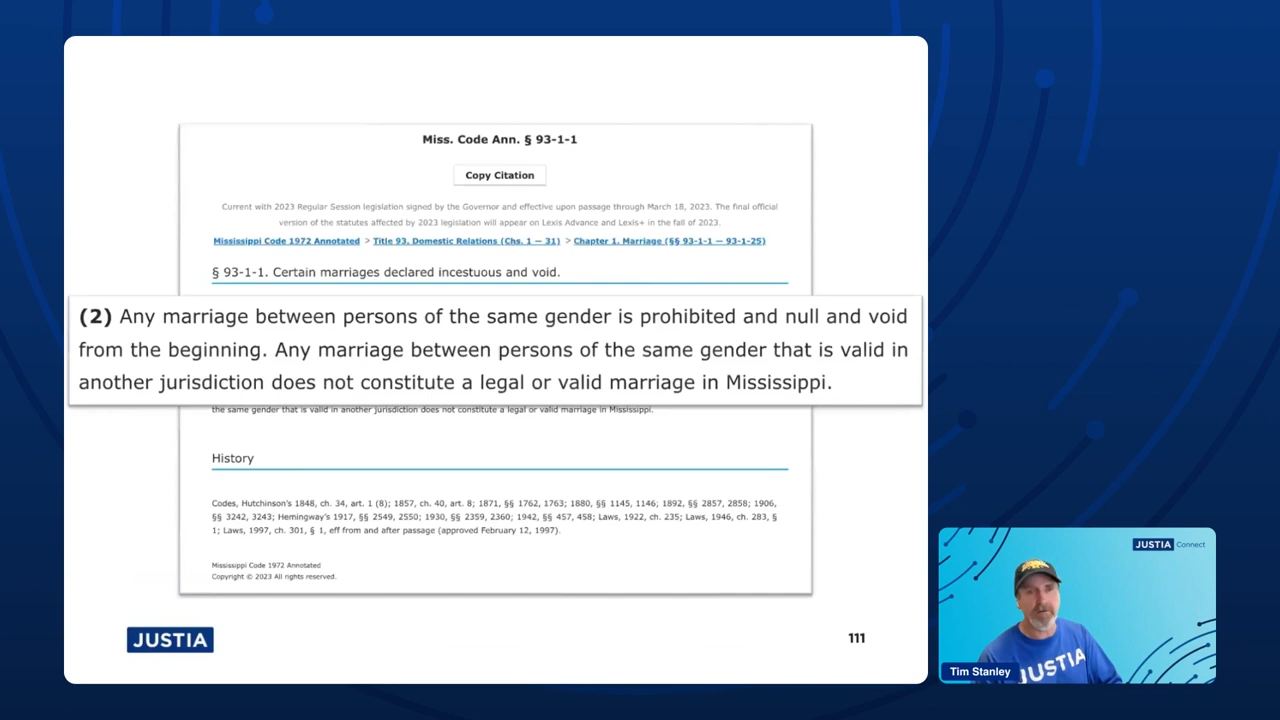 Miss. Code Ann. § 93-1-1
Copy Citation
Current with 2023 Regular Session legislation signed by the Governor and effective upon passage through March 18, 2023. The final official
version of the statutes affected by 2023 legislation will appear on Lexis Advance and Lexis+ in the fall of 2023.
Mississippi Code 1972 Annotated > Title 93. Domestic Relations (Chs. 1 — 31) > Chapter 1. Marriage (§§ 93-1-1 — 93-1-25)
§ 93-1-1. Certain marriages declared incestuous and void.
(2) Any marriage between persons of the same gender is prohibited and null and void
from the beginning. Any marriage between persons of the same gender that is valid in
another jurisdiction does not constitute a legal or valid marriage in Mississippi.
the same gender that is valid in another jurisdiction does not constitute a legal or valid marriage in Mississippi.
History
Codes, Hutchinson's 1848, ch. 34, art. 1 (8); 1857, ch. 40, art. 8; 1871, §§ 1762, 1763; 1880, §§ 1145, 1146; 1892, §§ 2857, 2858; 1906,
§§ 3242, 3243; Hemingway's 1917, §§ 2549, 2550; 1930, §§ 2359, 2360; 1942, §§ 457, 458; Laws, 1922, ch. 235; Laws, 1946, ch. 283, §
1; Laws, 1997, ch. 301, § 1, eff from and after passage (approved February 12, 1997).
Mississippi Code 1972 Annotated
Copyright © 2023 All rights reserved.
JUSTIA
111
JUSTIA Connect
JUSTIA
Tim Stanley